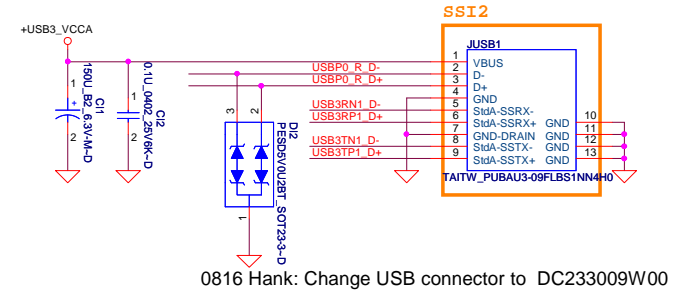 SSI2
+USB3_VCCA
JUSB1
1 VBUS
USBP0_R_D- 2 D-
USBP0_R_D+ 3 D+
4 GND
USB3RN1_D- 5 StdA-SSRX-
USB3RP1_D+ 6 StdA-SSRX+ GND 10
7 GND-DRAIN GND 11
USB3TN1_D- 8 StdA-SSTX- GND 12
USB3TP1_D+ 9 StdA-SSTX+ GND 13
TAITW_PUBAU3-09FLBS1NN4H0
1
+
2
CI1
150U_B2_6.3V-M~D
1
2
CI2
0.1U_0402_25V6K~D
3
2
1
DI2
PESD5V0U2BT_SOT23-3~D
0816 Hank: Change USB connector to DC233009W00